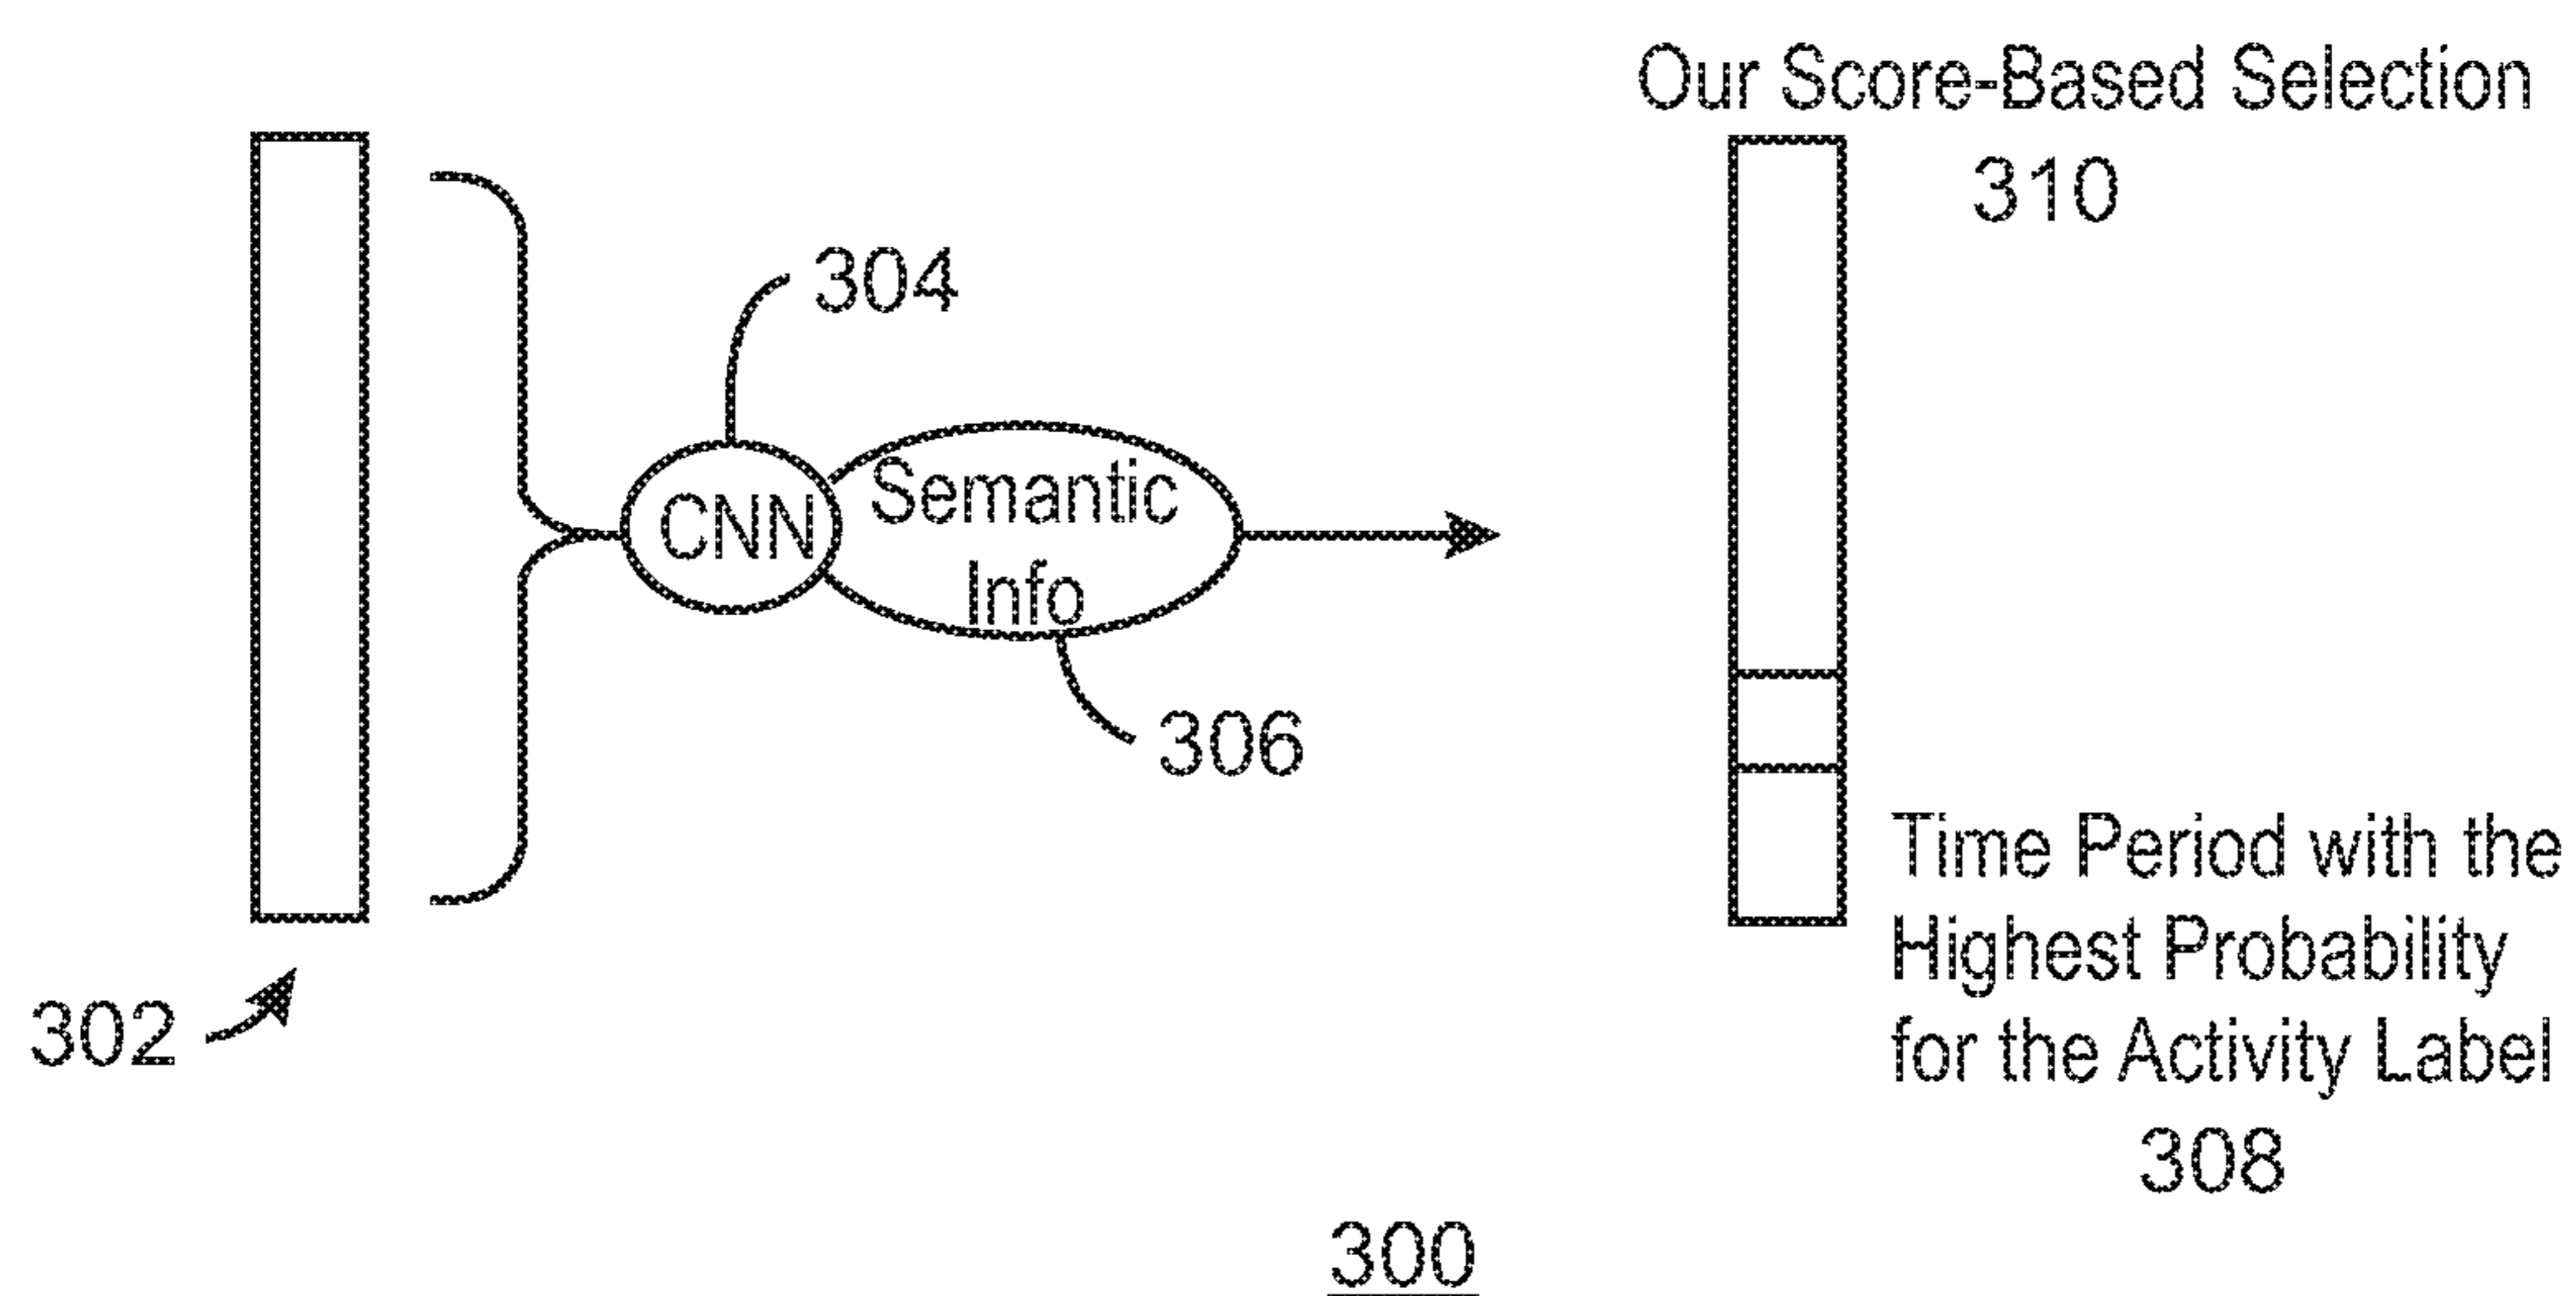 Our Score-Based Selection
310
304
CNN
Semantic
Info
306
Time Period with the
Highest Probability
for the Activity Label
308
302
300